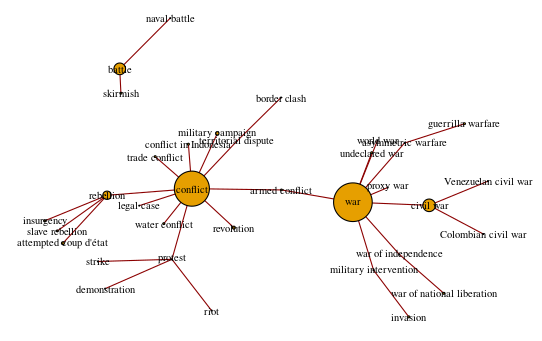 naval battle
battle
skirmish
border clash
military campaign
territorial dispute
conflict in Indonesia
trade conflict
guerrilla warfare
world war
asymmetric warfare
undeclared war
proxy war
Venezuelan civil war
rebellion
conflict
armed conflict
war
civil war
legal case
insurgency
slave rebellion
attempted coup d'état
water conflict
revolution
Colombian civil war
strike
protest
war of independence
military intervention
demonstration
war of national liberation
riot
invasion